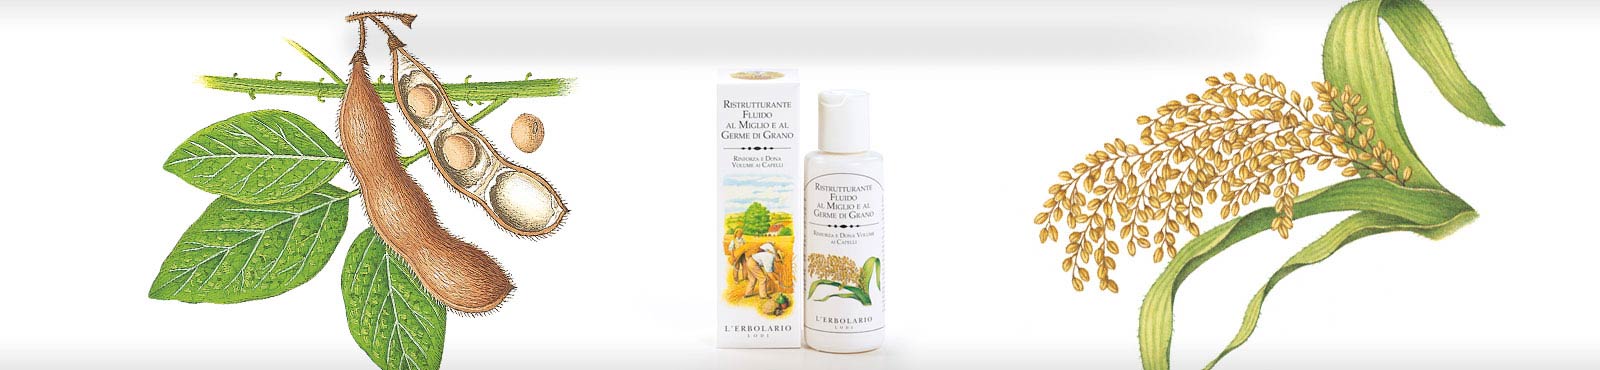 RISTRUTTURANTE
FLUIDO
AL MIGLIO E AL
GERME DI GRANO
RINFORZA E DONA
VOLUME AI CAPELLI
L'ERBOLARIO
LODI
RISTRUTTURANTE
FLUIDO
AL MIGLIO E AL
GERME DI GRANO
RINFORZA E DONA VOLUME
AI CAPELLI
L'ERBOLARIO
LODI